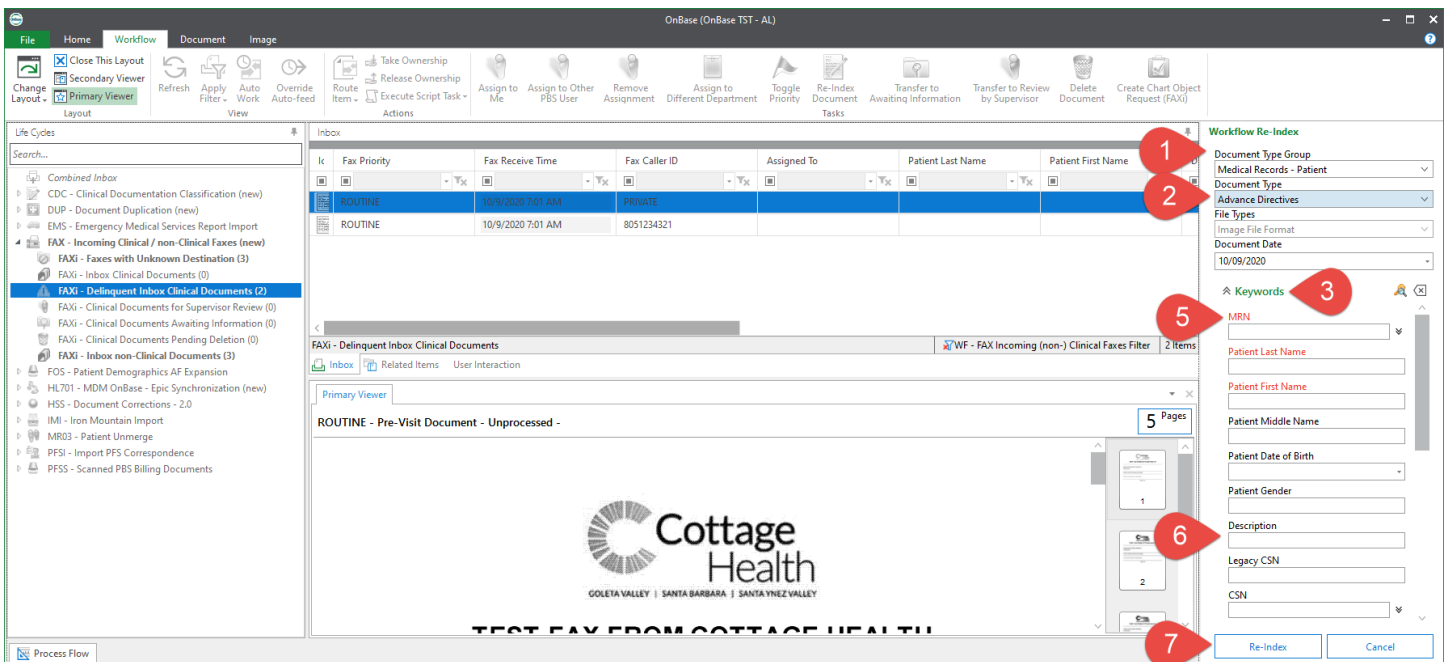 OnBase (OnBase TST - AL)
File Home Workflow Document Image
Change Layout
Close This Layout
Secondary Viewer
Primary Viewer
Layout
Refresh
Apply Filter
Auto Work
Override Auto-feed
View
Route Item
Take Ownership
Release Ownership
Execute Script Task
Actions
Assign to Me
Assign to Other PBS User
Remove Assignment
Assign to Different Department
Toggle Priority
Re-Index Document
Transfer to Awaiting Information
Transfer to Review by Supervisor
Delete Document
Create Chart Object Request (FAXi)
Tasks
Life Cycles
Search...
Combined Inbox
CDC - Clinical Documentation Classification (new)
DUP - Document Duplication (new)
EMS - Emergency Medical Services Report Import
FAX - Incoming Clinical / non-Clinical Faxes (new)
FAXi - Faxes with Unknown Destination (3)
FAXi - Inbox Clinical Documents (0)
FAXi - Delinquent Inbox Clinical Documents (2)
FAXi - Clinical Documents for Supervisor Review (0)
FAXi - Clinical Documents Awaiting Information (0)
FAXi - Clinical Documents Pending Deletion (0)
FAXi - Inbox non-Clinical Documents (3)
FOS - Patient Demographics AF Expansion
HL701 - MDM OnBase - Epic Synchronization (new)
HSS - Document Corrections - 2.0
IMI - Iron Mountain Import
MR03 - Patient Unmerge
PFSI - Import PFS Correspondence
PFSS - Scanned PBS Billing Documents
Process Flow
Inbox
Fax Priority Fax Receive Time Fax Caller ID Assigned To Patient Last Name Patient First Name
ROUTINE 10/9/2020 7:01 AM PRIVATE
ROUTINE 10/9/2020 7:01 AM 8051234321
FAXi - Delinquent Inbox Clinical Documents
WF - FAX Incoming (non-) Clinical Faxes Filter 2 Items
Inbox Related Items User Interaction
Primary Viewer
ROUTINE - Pre-Visit Document - Unprocessed -
5 Pages
Cottage
Health
GOLETA VALLEY | SANTA BARBARA | SANTA YNEZ VALLEY
TEST FAX FROM COTTAGE HEALTH
1
2
Workflow Re-Index
1
Document Type Group
Medical Records - Patient
2
Document Type
Advance Directives
File Types
Image File Format
Document Date
10/09/2020
Keywords
3
5
MRN
Patient Last Name
Patient First Name
Patient Middle Name
Patient Date of Birth
Patient Gender
6
Description
Legacy CSN
CSN
7
Re-Index Cancel